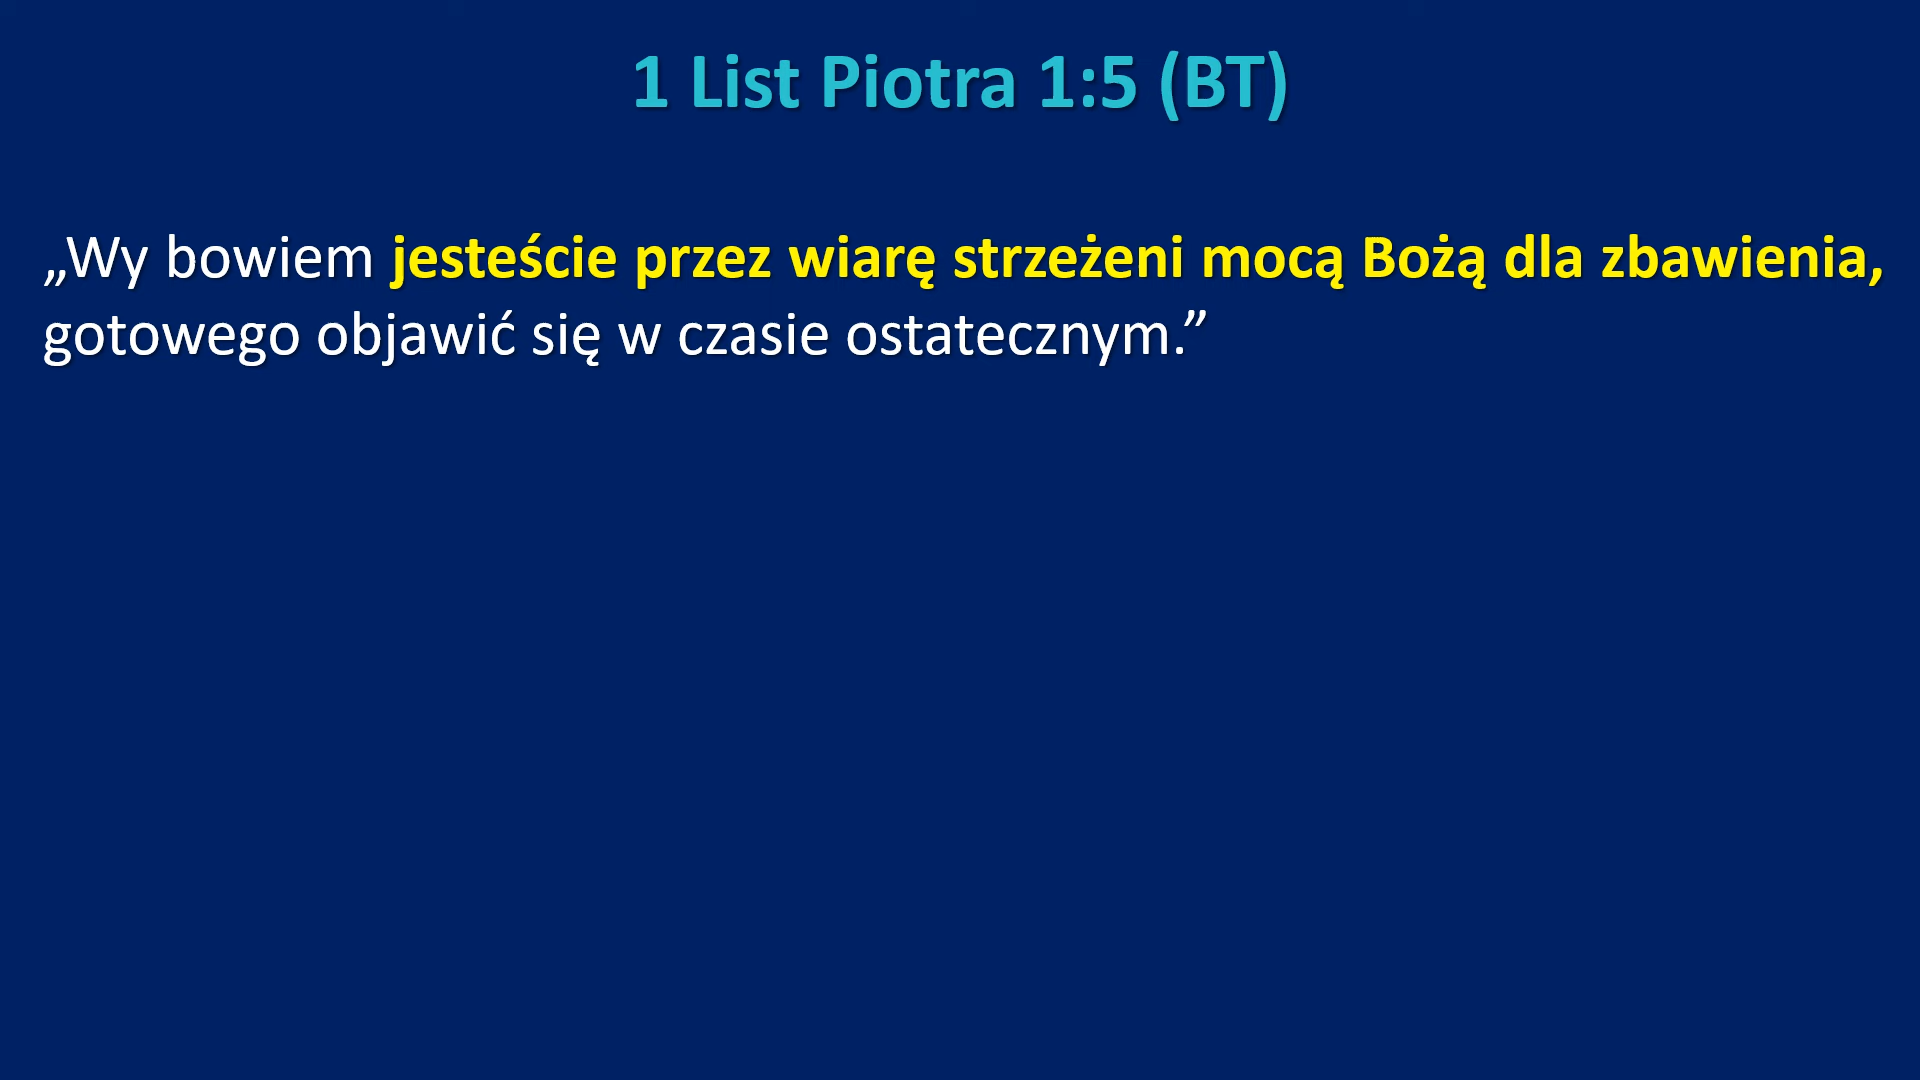 1 List Piotra 1:5 (BT)
„Wy bowiem jesteście przez wiarę strzeżeni mocą Bożą dla zbawienia,
gotowego objawić się w czasie ostatecznym.”